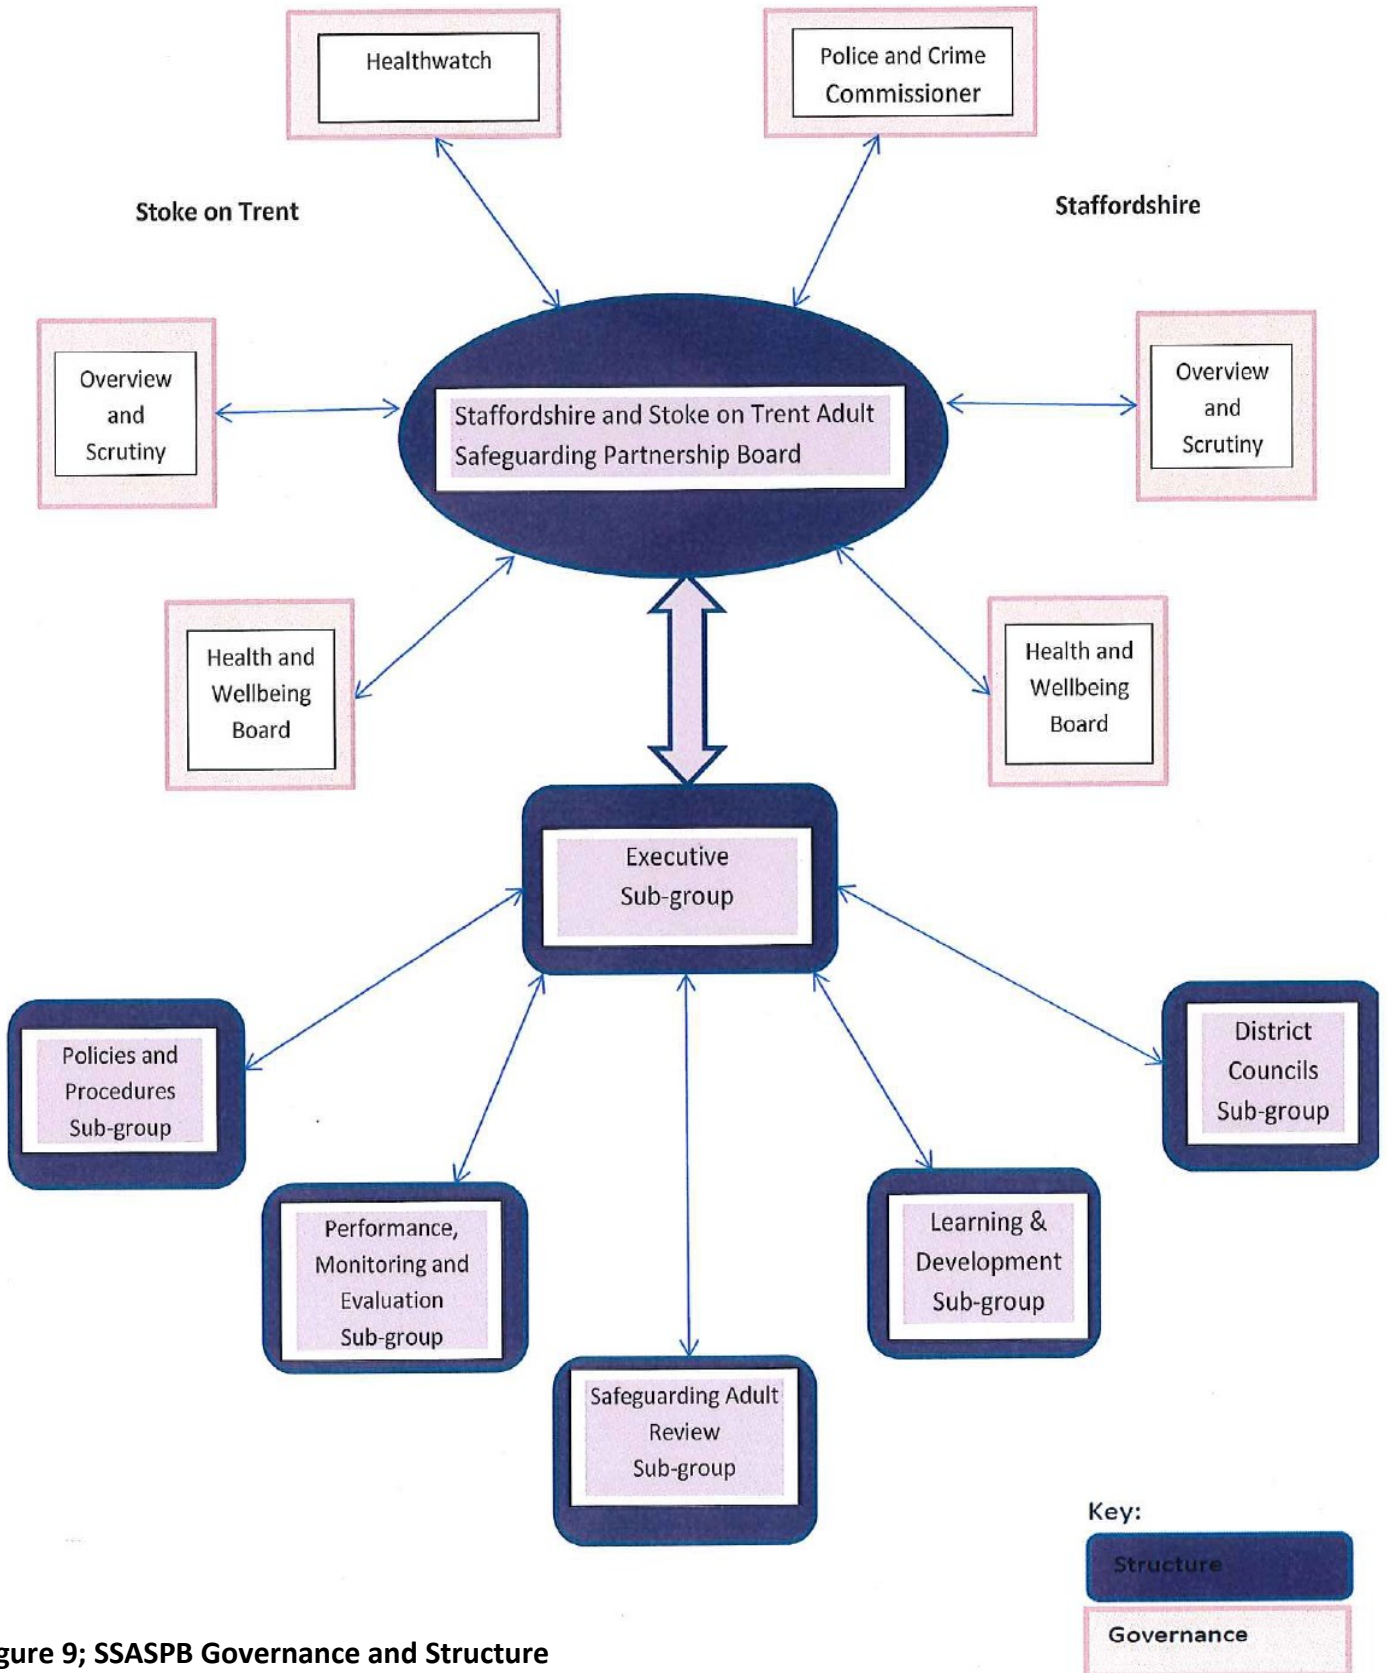 Healthwatch
Police and Crime
Commissioner
Stoke on Trent
Staffordshire
Overview
and
Scrutiny
Staffordshire and Stoke on Trent Adult
Safeguarding Partnership Board
Overview
and
Scrutiny
Health and
Wellbeing
Board
Health and
Wellbeing
Board
Executive
Sub-group
Policies and
Procedures
Sub-group
District
Councils
Sub-group
Performance,
Monitoring and
Evaluation
Sub-group
Learning &
Development
Sub-group
Safeguarding Adult
Review
Sub-group
Key:
Structure
Governance
gure 9; SSASPB Governance and Structure